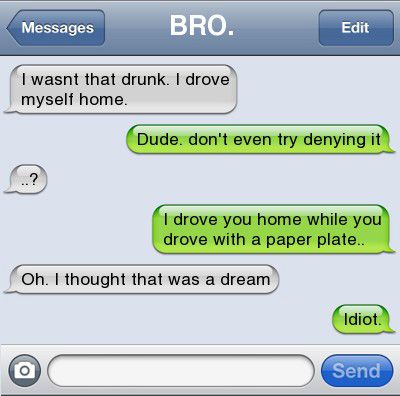 Messages
BRO.
Edit
I wasnt that drunk. I drove
myself home.
Dude. don't even try denying it
..?
I drove you home while you
drove with a paper plate..
Oh. I thought that was a dream
Idiot.
Send